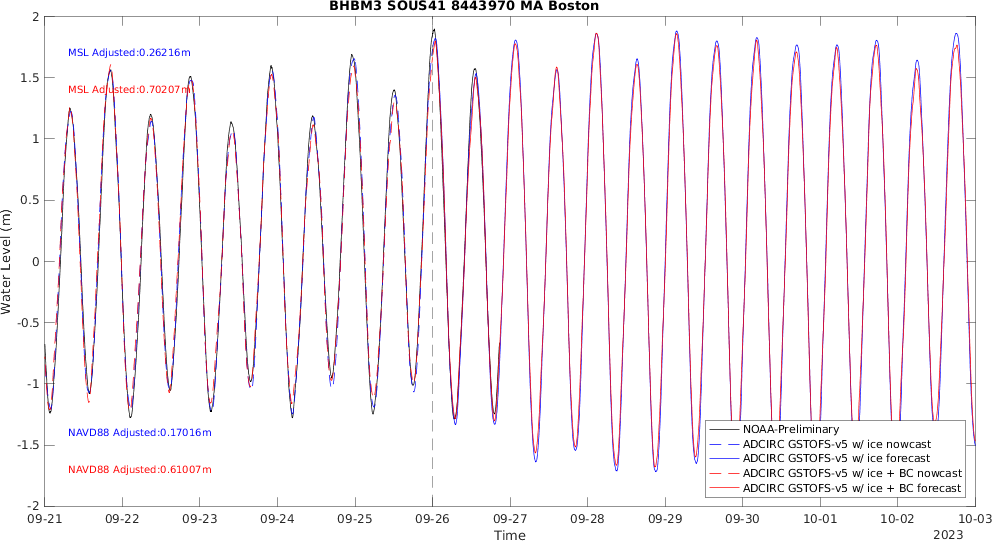 BHBM3 SOUS41 8443970 MA Boston
MSL Adjusted:0.26216m
MSL Adjusted:0.70207m
NAVD88 Adjusted:0.17016m
NAVD88 Adjusted:0.61007m
Water Level (m)
2
1.5
1
0.5
0
-0.5
-1
-1.5
-2
NOAA-Preliminary
ADCIRC GSTOFS-v5 w/ ice nowcast
ADCIRC GSTOFS-v5 w/ ice forecast
ADCIRC GSTOFS-v5 w/ ice + BC nowcast
ADCIRC GSTOFS-v5 w/ ice + BC forecast
09-21 09-22 09-23 09-24 09-25 09-26 09-27 09-28 09-29 09-30 10-01 10-02 10-03
Time
2023